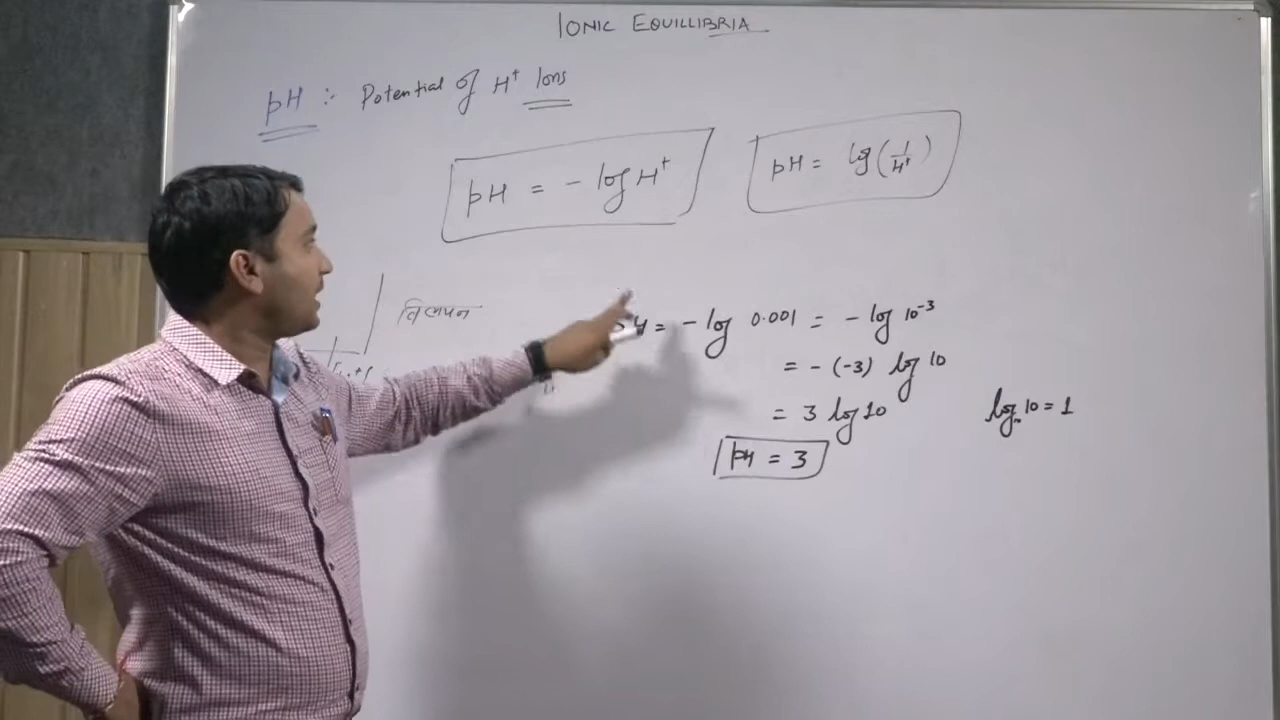 IONIC EQUILLIBRIA
pH :- Potential of H⁺ Ions
pH = - log H⁺
pH = log(1/H⁺)
विलयन
= - log 0.001 = - log 10⁻³
= - (-3) log 10
= 3 log 10
log 10 = 1
pH = 3